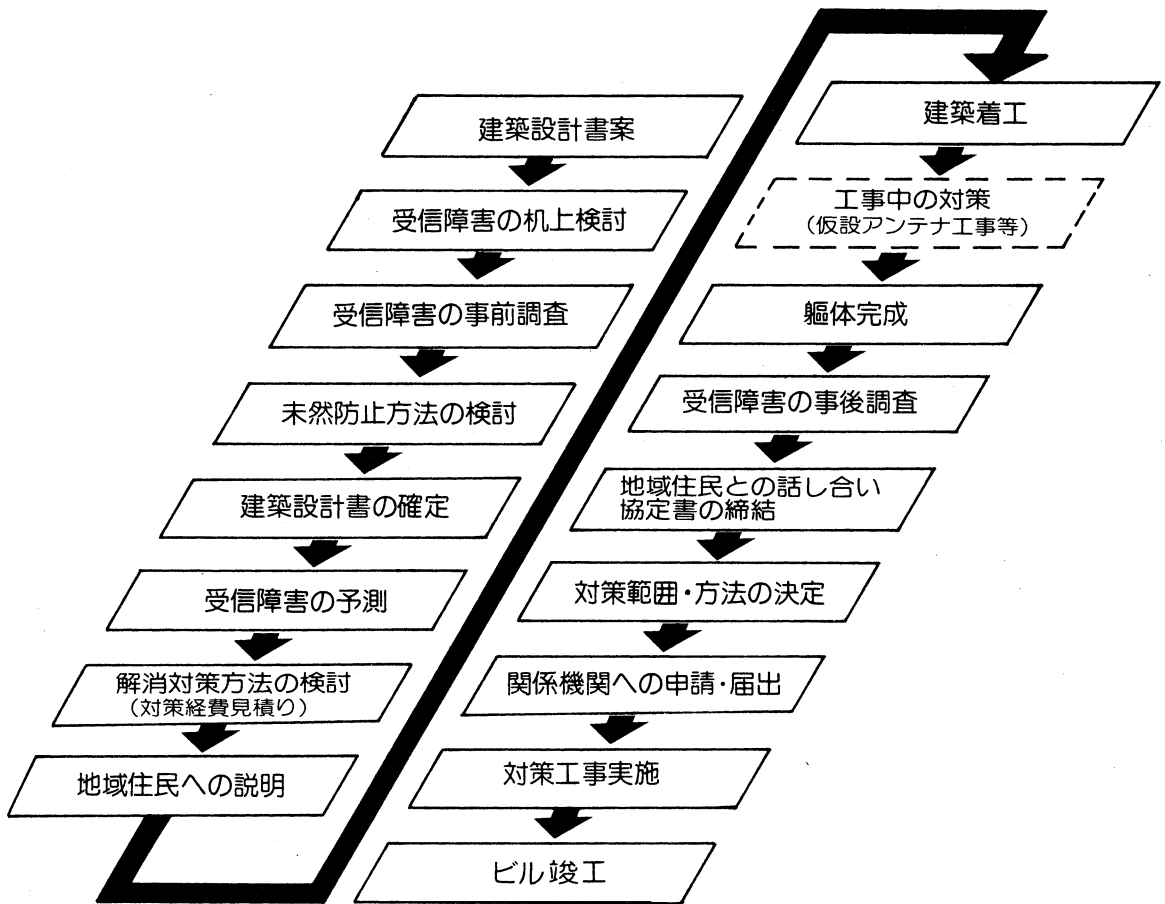 建築設計書案
受信障害の机上検討
受信障害の事前調査
未然防止方法の検討
建築設計書の確定
受信障害の予測
解消対策方法の検討
（対策経費見積り）
地域住民への説明
建築着工
工事中の対策
（仮設アンテナ工事等）
軀体完成
受信障害の事後調査
地域住民との話し合い
協定書の締結
対策範囲・方法の決定
関係機関への申請・届出
対策工事実施
ビル竣工